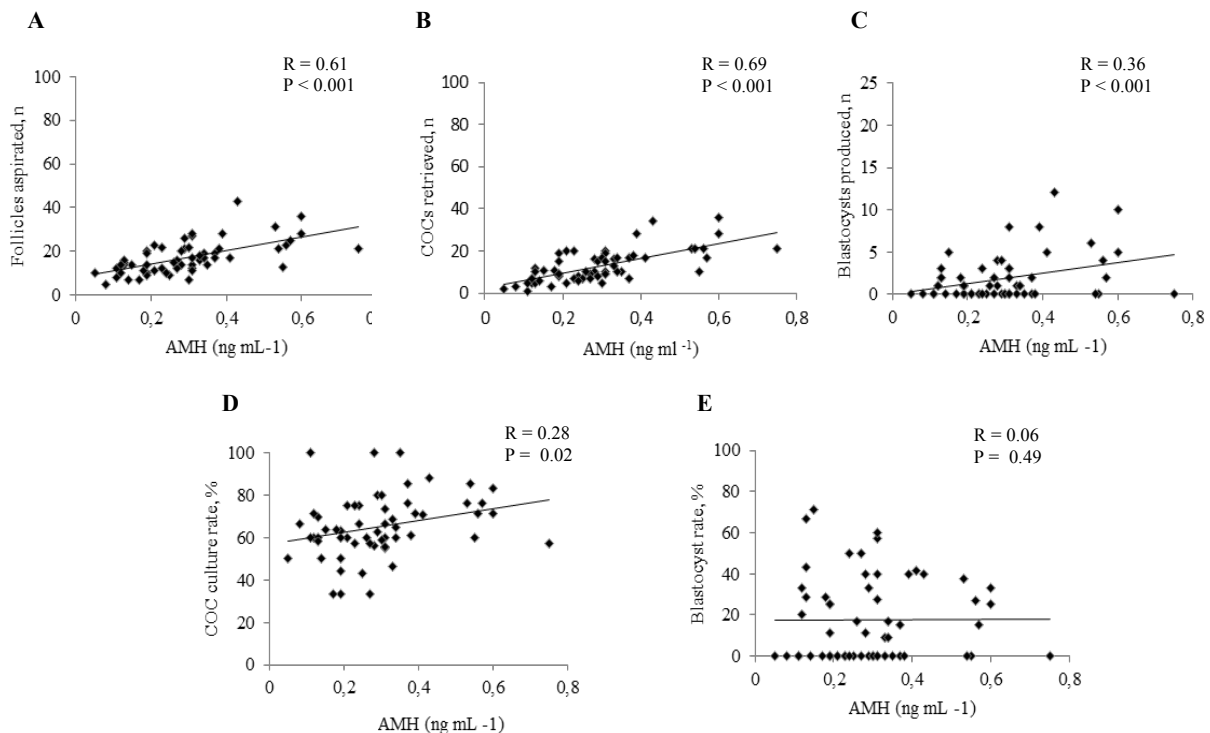 A
R = 0.61
P < 0.001
100
80
60
40
20
0
Follicles aspirated, n
0 0,2 0,4 0,6 0
AMH (ng mL-1)
B
R = 0.69
P < 0.001
100
80
60
40
20
0
COCs retrieved, n
0 0,2 0,4 0,6 0,8
AMH (ng ml -1)
C
R = 0.36
P < 0.001
25
20
15
10
5
0
Blastocysts produced, n
0 0,2 0,4 0,6 0,8
AMH (ng mL -1)
D
R = 0.28
P = 0.02
100
80
60
40
20
0
COC culture rate, %
0 0,2 0,4 0,6 0,8
AMH (ng mL -1)
E
R = 0.06
P = 0.49
100
80
60
40
20
0
Blastocyst rate, %
0 0,2 0,4 0,6 0,8
AMH (ng mL -1)